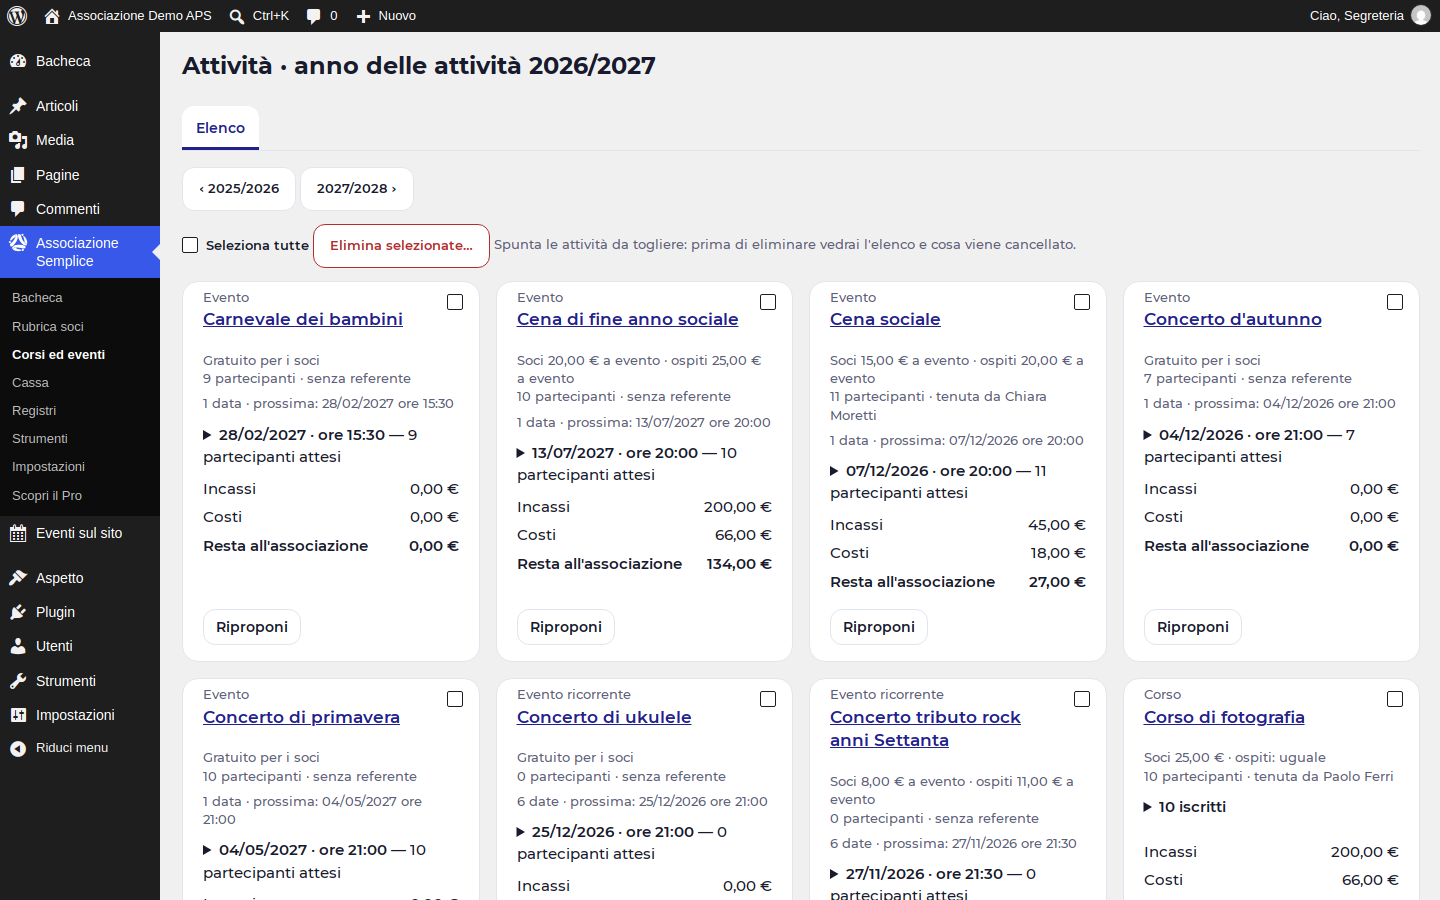 Associazione Demo APS
Ctrl+K
0
Nuovo
Ciao, Segreteria
Bacheca
Articoli
Media
Pagine
Commenti
Associazione
Semplice
Bacheca
Rubrica soci
Corsi ed eventi
Cassa
Registri
Strumenti
Impostazioni
Scopri il Pro
Eventi sul sito
Aspetto
Plugin
Utenti
Strumenti
Impostazioni
Riduci menu
Attività · anno delle attività 2026/2027
Elenco
‹ 2025/2026
2027/2028 ›
Seleziona tutte
Elimina selezionate...
Spunta le attività da togliere: prima di eliminare vedrai l'elenco e cosa viene cancellato.
Evento
Carnevale dei bambini
Gratuito per i soci
9 partecipanti · senza referente
1 data · prossima: 28/02/2027 ore 15:30
28/02/2027 · ore 15:30 — 9
partecipanti attesi
Incassi 0,00 €
Costi 0,00 €
Resta all'associazione 0,00 €
Riproponi
Evento
Cena di fine anno sociale
Soci 20,00 € a evento · ospiti 25,00 €
a evento
10 partecipanti · senza referente
1 data · prossima: 13/07/2027 ore 20:00
13/07/2027 · ore 20:00 — 10
partecipanti attesi
Incassi 200,00 €
Costi 66,00 €
Resta all'associazione 134,00 €
Riproponi
Evento
Cena sociale
Soci 15,00 € a evento · ospiti 20,00 € a
evento
11 partecipanti · tenuta da Chiara
Moretti
1 data · prossima: 07/12/2026 ore 20:00
07/12/2026 · ore 20:00 — 11
partecipanti attesi
Incassi 45,00 €
Costi 18,00 €
Resta all'associazione 27,00 €
Riproponi
Evento
Concerto d'autunno
Gratuito per i soci
7 partecipanti · senza referente
1 data · prossima: 04/12/2026 ore 21:00
04/12/2026 · ore 21:00 — 7
partecipanti attesi
Incassi 0,00 €
Costi 0,00 €
Resta all'associazione 0,00 €
Riproponi
Evento
Concerto di primavera
Gratuito per i soci
10 partecipanti · senza referente
1 data · prossima: 04/05/2027 ore
21:00
04/05/2027 · ore 21:00 — 10
partecipanti attesi
Evento ricorrente
Concerto di ukulele
Gratuito per i soci
0 partecipanti · senza referente
6 date · prossima: 25/12/2026 ore 21:00
25/12/2026 · ore 21:00 — 0
partecipanti attesi
Incassi 0,00 €
Evento ricorrente
Concerto tributo rock
anni Settanta
Soci 8,00 € a evento · ospiti 11,00 € a
evento
0 partecipanti · senza referente
6 date · prossima: 27/11/2026 ore 21:30
27/11/2026 · ore 21:30 — 0
partecipanti attesi
Corso
Corso di fotografia
Soci 25,00 € · ospiti: uguale
10 partecipanti · tenuta da Paolo Ferri
10 iscritti
Incassi 200,00 €
Costi 66,00 €